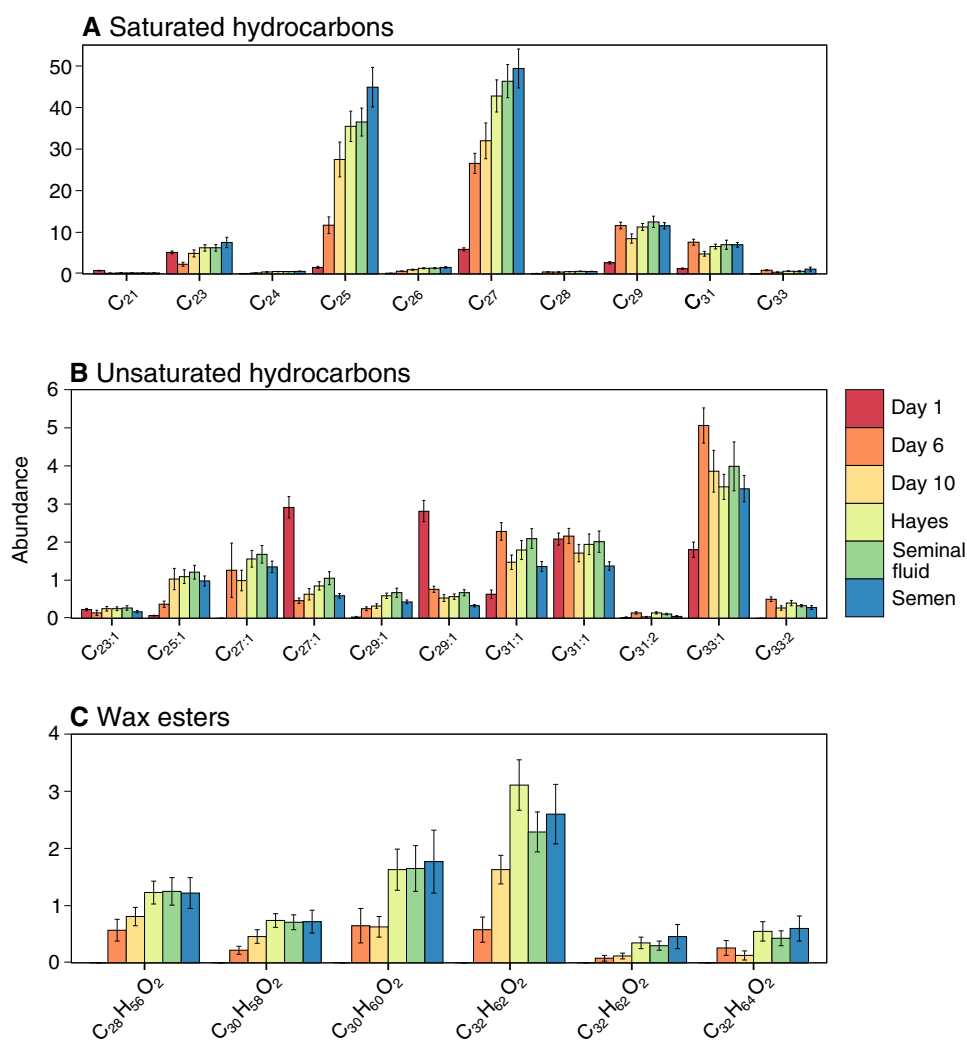 A Saturated hydrocarbons
50
40
30
20
10
0
C21 C23 C24 C25 C26 C27 C28 C29 C31 C33
B Unsaturated hydrocarbons
6
5
4
3
2
1
0
Abundance
C23:1 C25:1 C27:1 C27:1 C29:1 C29:1 C31:1 C31:1 C31:2 C33:1 C33:2
Day 1
Day 6
Day 10
Hayes
Seminal
fluid
Semen
C Wax esters
4
3
2
1
0
C28H56O2 C30H58O2 C30H60O2 C32H62O2 C32H62O2 C32H64O2